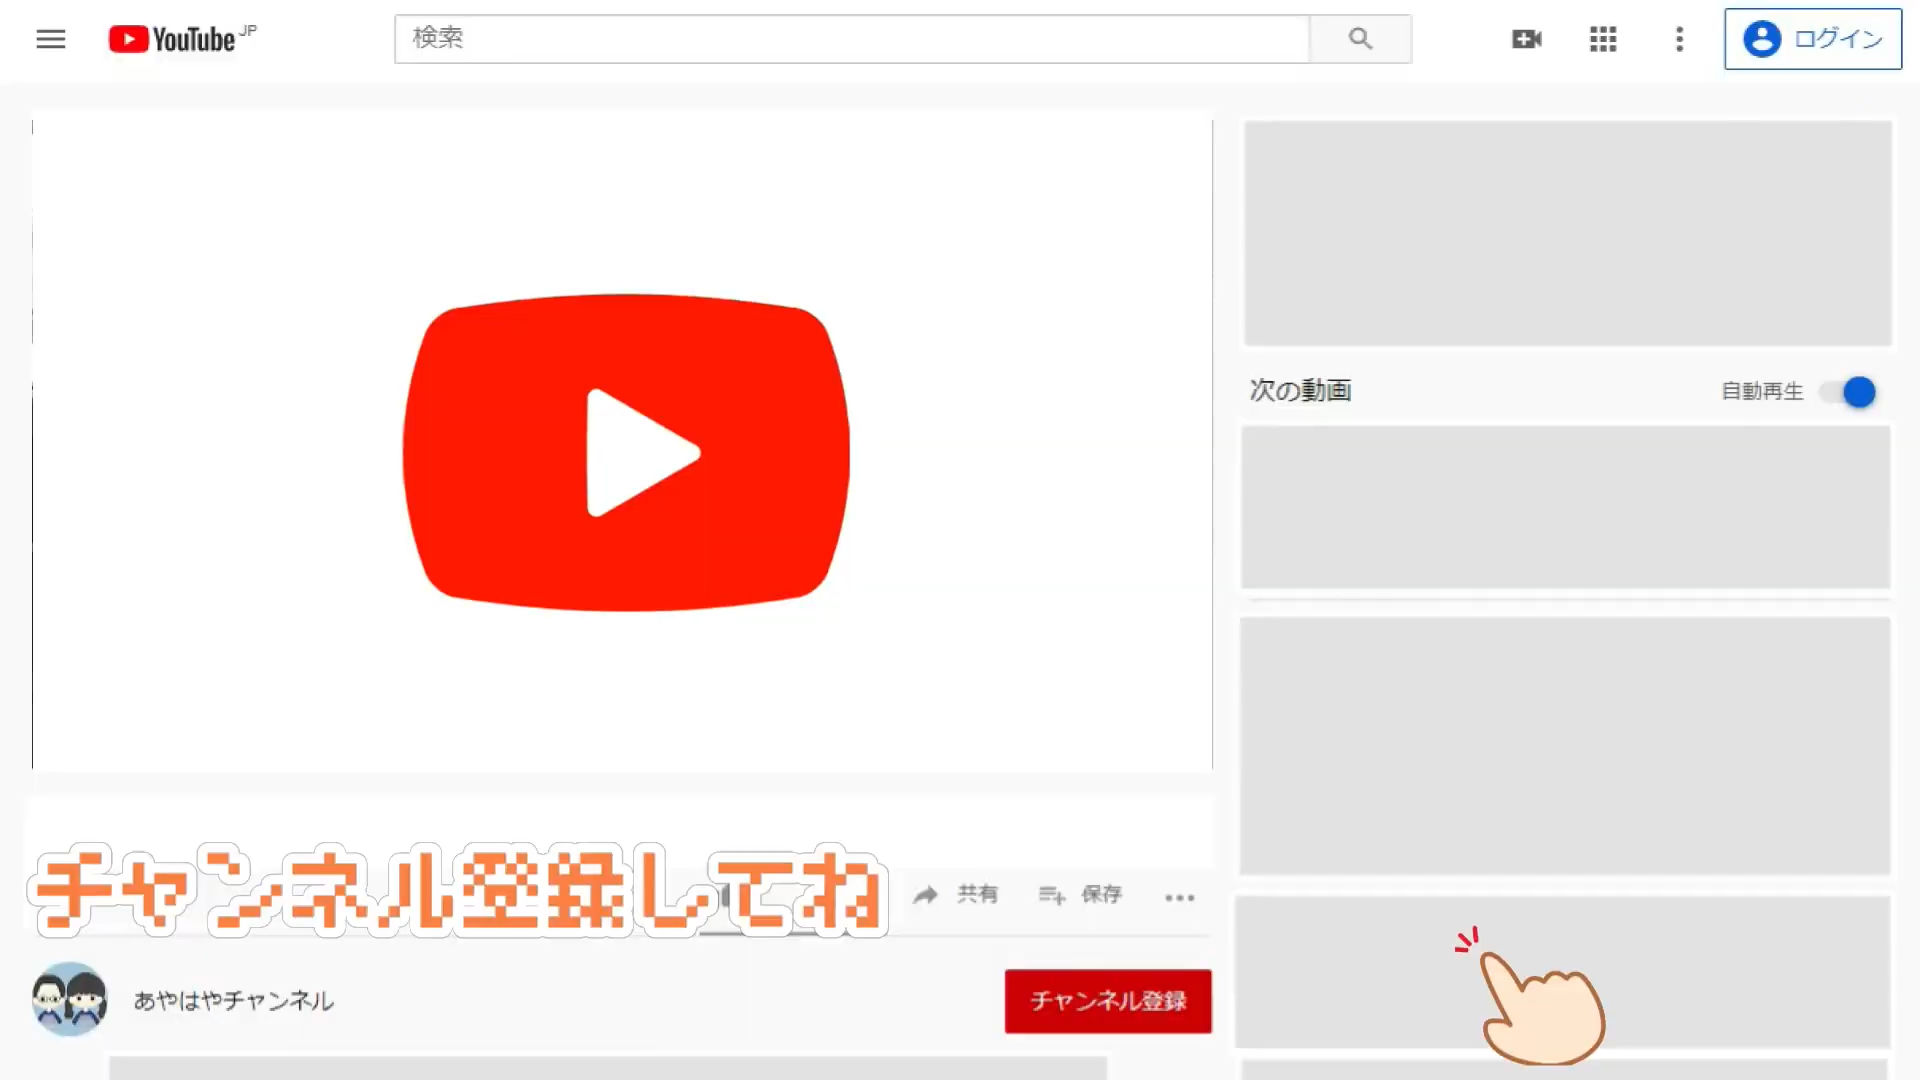 YouTube JP
検索
ログイン
次の動画
自動再生
チャンネル登録してね
共有
保存
あやはやチャンネル
チャンネル登録